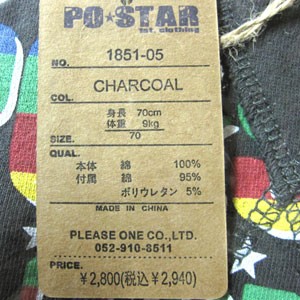 PO★STAR
1st. clothing
NO. 1851-05
COL. CHARCOAL
身長 70cm
体重 9kg
SIZE. 70
QUAL.
本体 綿 100%
付属 綿 95%
ポリウレタン 5%
MADE IN CHINA
PLEASE ONE CO.,LTD.
052-910-8511
PRICE.
¥2,800(税込¥2,940)